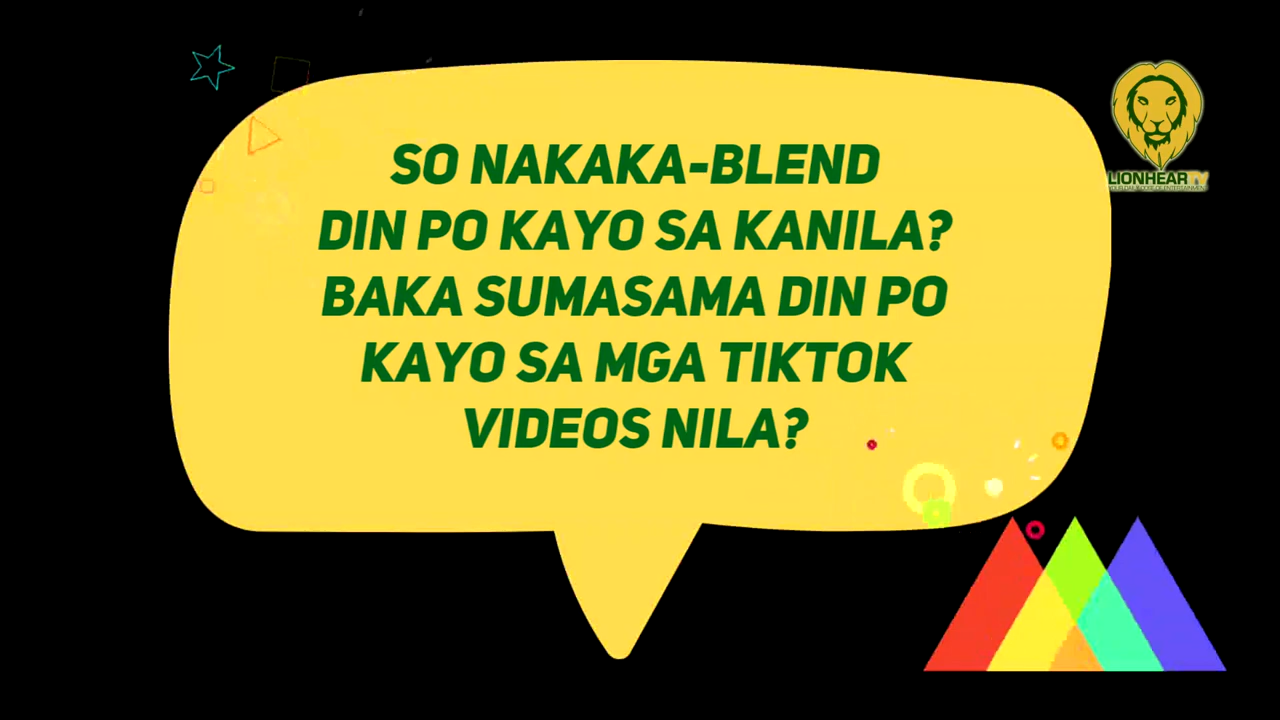 SO NAKAKA-BLEND
DIN PO KAYO SA KANILA?
BAKA SUMASAMA DIN PO
KAYO SA MGA TIKTOK
VIDEOS NILA?
LIONHEARTV